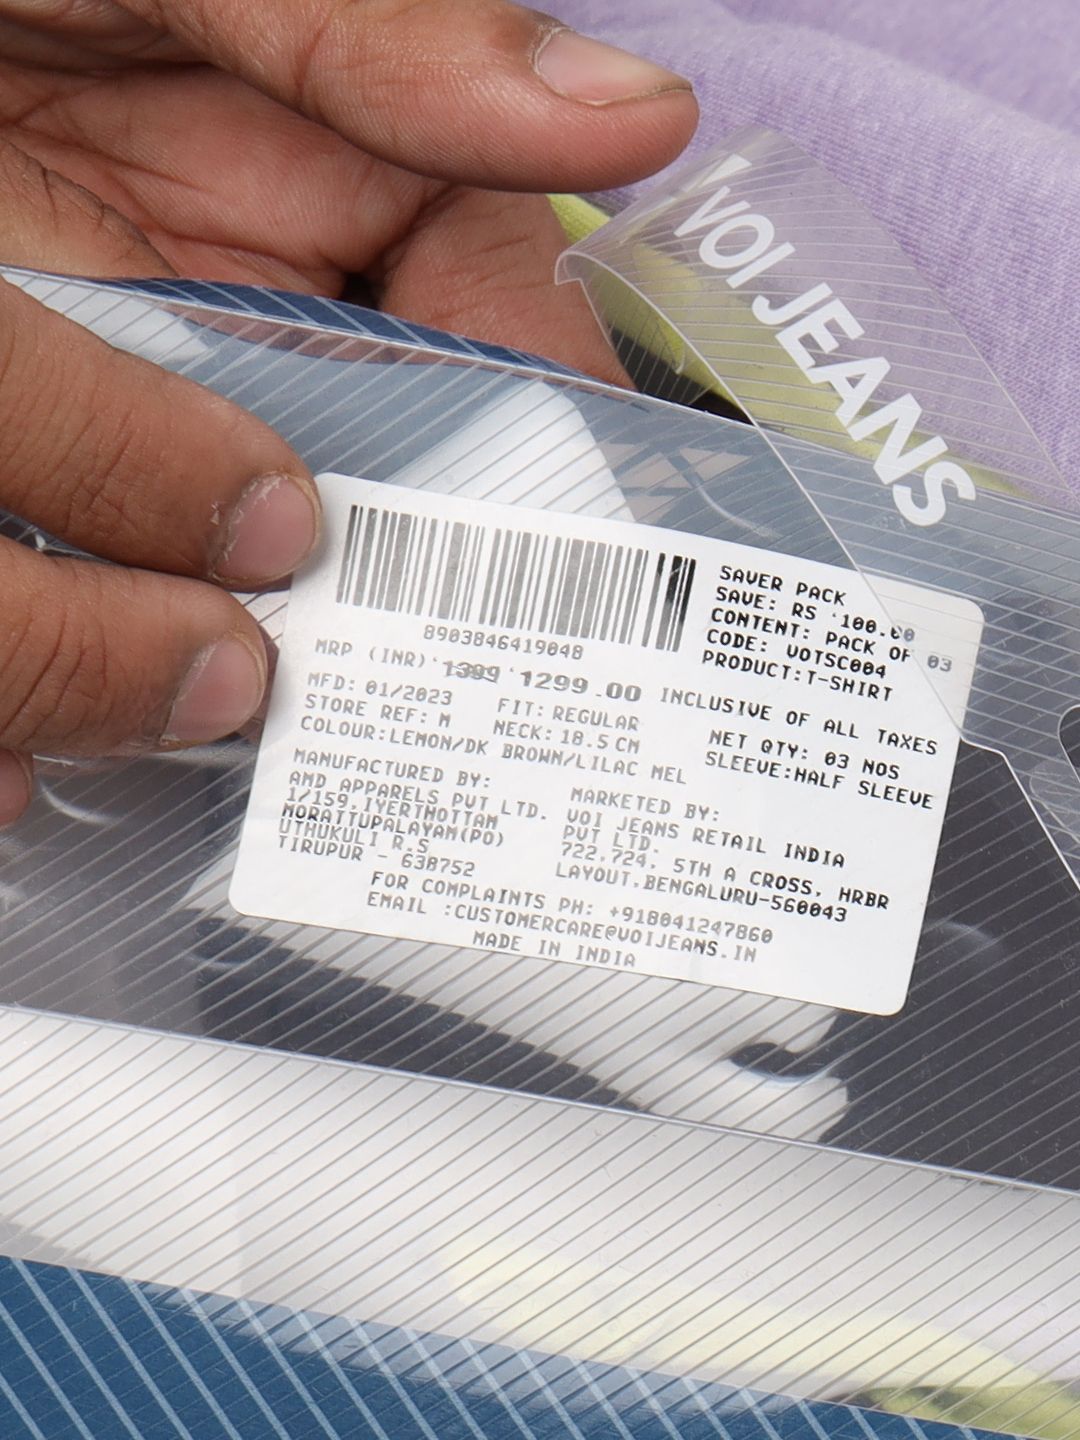 VOI JEANS
SAVER PACK
SAVE: RS ₹100.00
CONTENT: PACK OF 03
CODE: VOTSC004
PRODUCT:T-SHIRT
8903846419048
MRP (INR) ₹1399 ₹1299.00 INCLUSIVE OF ALL TAXES
MFD: 01/2023 FIT: REGULAR NET QTY: 03 NOS
STORE REF: M NECK: 18.5 CM SLEEVE:HALF SLEEVE
COLOUR:LEMON/DK BROWN/LILAC MEL
MANUFACTURED BY:
AMD APPARELS PVT LTD.
1/159,IYERTHOTTAM
MORATTUPALAYAM(PO)
UTHUKULI R.S
TIRUPUR - 638752
MARKETED BY:
VOI JEANS RETAIL INDIA
PVT LTD.
722,724, 5TH A CROSS, HRBR
LAYOUT,BENGALURU-560043
FOR COMPLAINTS PH: +918041247860
EMAIL :CUSTOMERCARE@VOIJEANS.IN
MADE IN INDIA